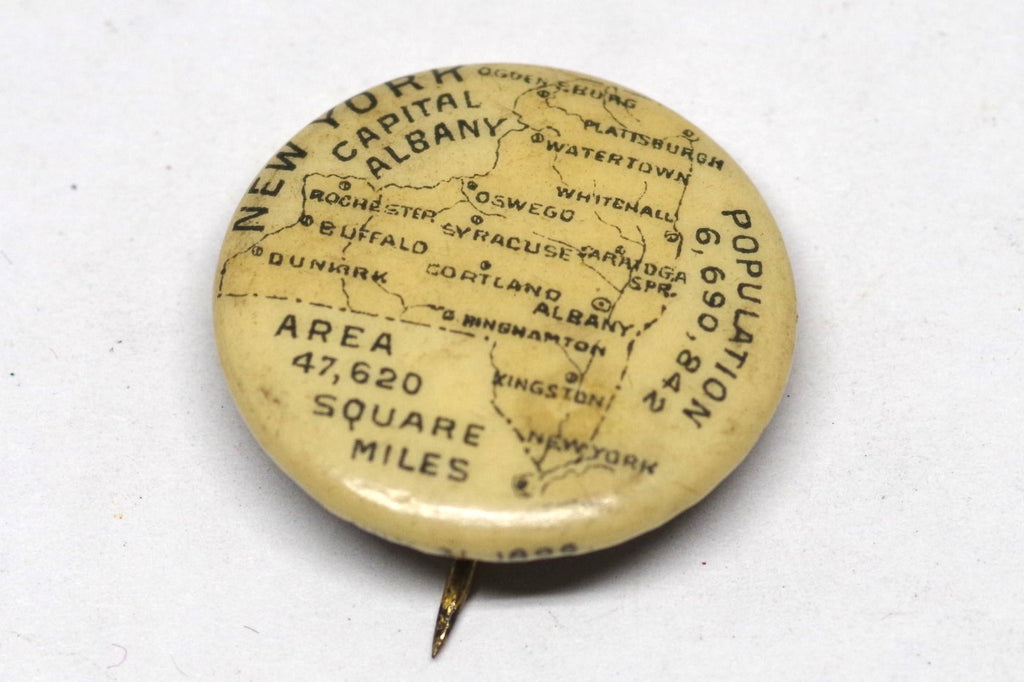 NEW YORK
CAPITAL
ALBANY
OGDENSBURG
PLATTSBURGH
WATERTOWN
WHITEHALL
ROCHESTER
OSWEGO
BUFFALO
SYRACUSE
SARATOGA
SPR.
DUNKIRK
CORTLAND
ALBANY
BINGHAMTON
KINGSTON
NEW YORK
POPULATION
6,690,842
AREA
47,620
SQUARE
MILES